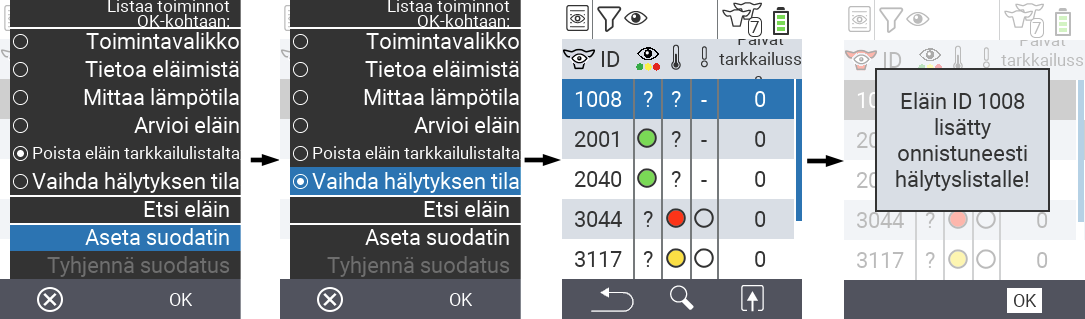 Listaa toiminnot
OK-kohtaan:
Toimintavalikko
Tietoa eläimistä
Mittaa lämpötila
Arvioi eläin
Poista eläin tarkkailulistalta
Vaihda hälytyksen tila
Etsi eläin
Aseta suodatin
Tyhjennä suodatus
OK
Listaa toiminnot
OK-kohtaan:
Toimintavalikko
Tietoa eläimistä
Mittaa lämpötila
Arvioi eläin
Poista eläin tarkkailulistalta
Vaihda hälytyksen tila
Etsi eläin
Aseta suodatin
Tyhjennä suodatus
OK
7
ID Päivät
tarkkailuss
1008 ? ? - 0
2001 ? - 0
2040 ? - 0
3044 ? 0
3117 ? 0
7
ID Päivät
tarkkailuss
Eläin ID 1008
lisätty
onnistuneesti
hälytyslistalle!
3044 ? 0
3117 ? 0
OK